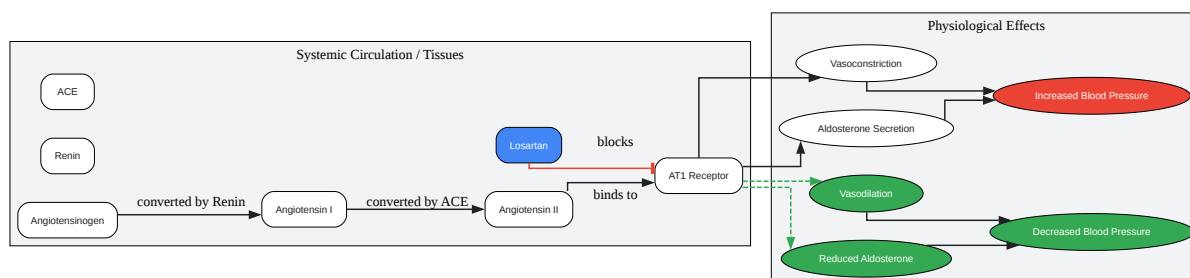 Systemic Circulation / Tissues
ACE
Renin
Angiotensinogen
converted by Renin
Angiotensin I
converted by ACE
Angiotensin II
Losartan
blocks
binds to
AT1 Receptor
Physiological Effects
Vasoconstriction
Increased Blood Pressure
Aldosterone Secretion
Vasodilation
Decreased Blood Pressure
Reduced Aldosterone